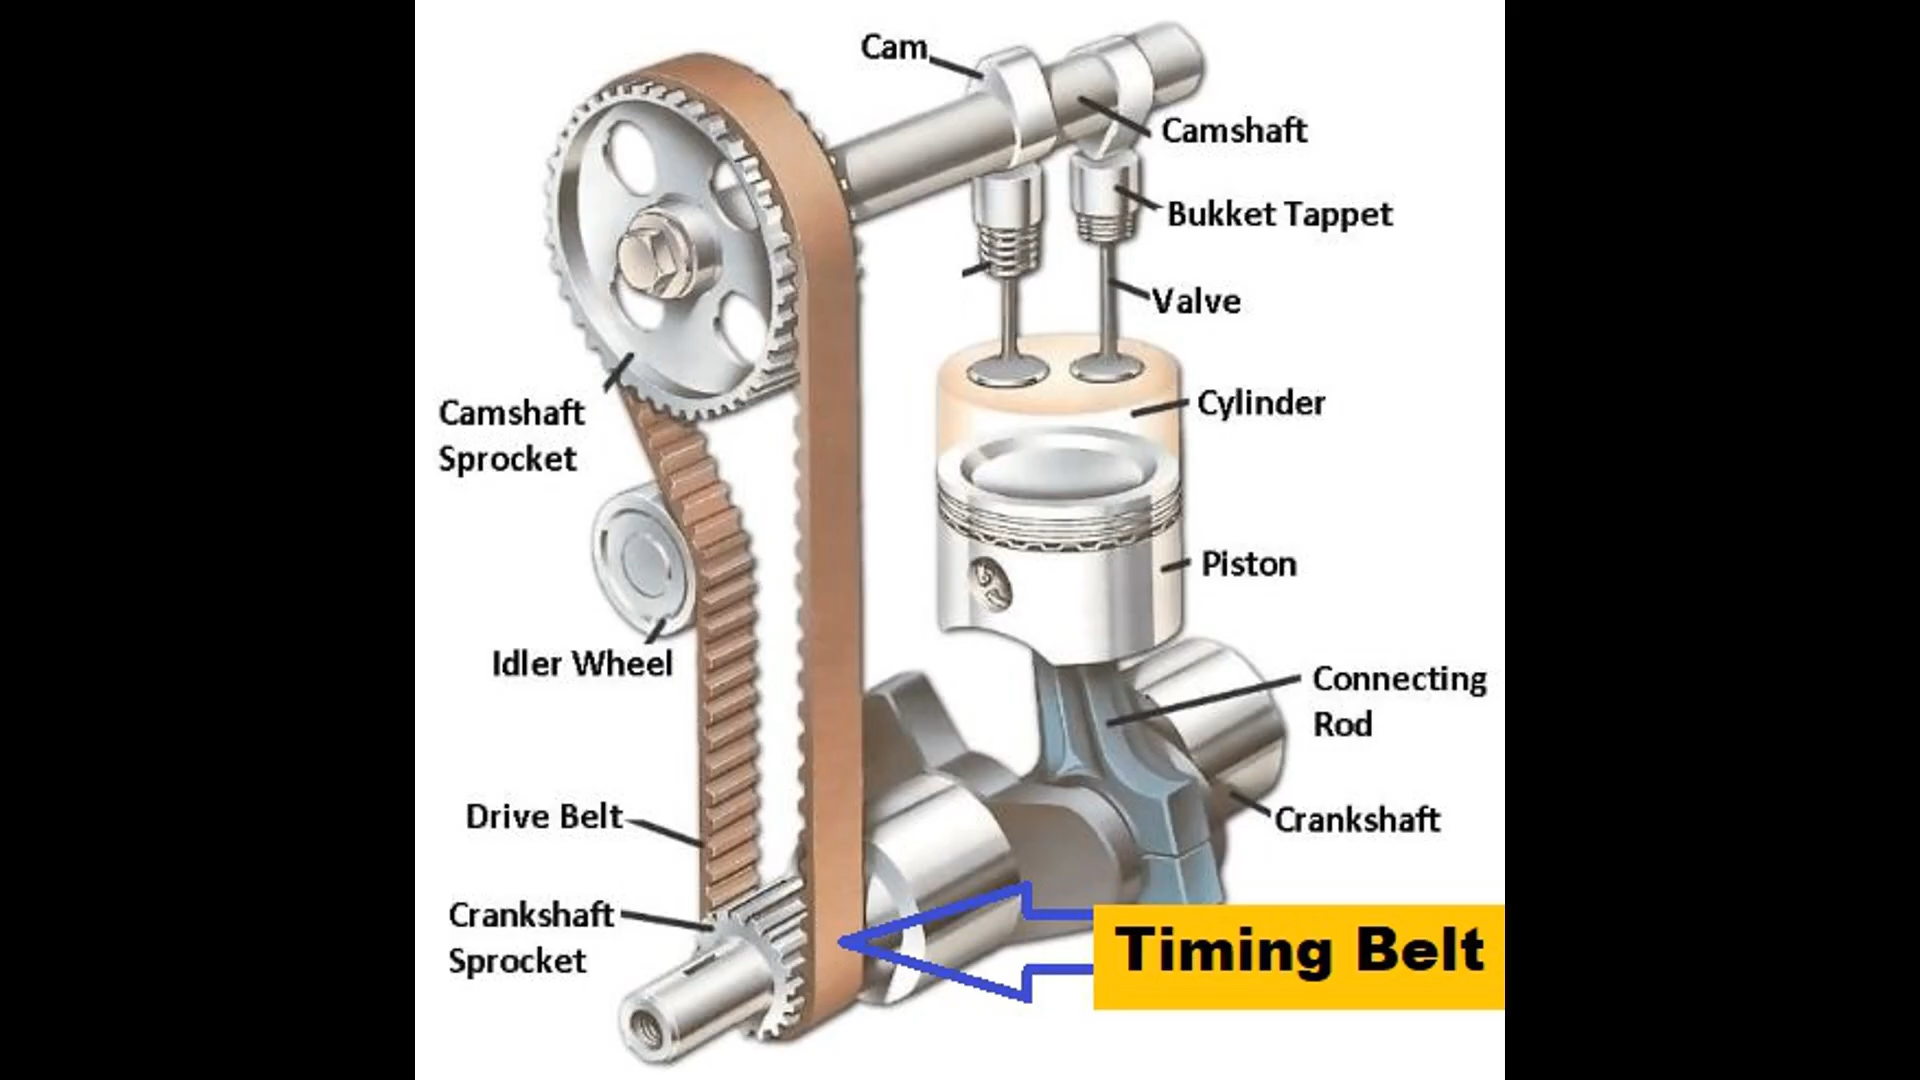 Cam
Camshaft
Bukket Tappet
Valve
Cylinder
Camshaft
Sprocket
Piston
Idler Wheel
Connecting
Rod
Drive Belt
Crankshaft
Crankshaft
Sprocket
Timing Belt